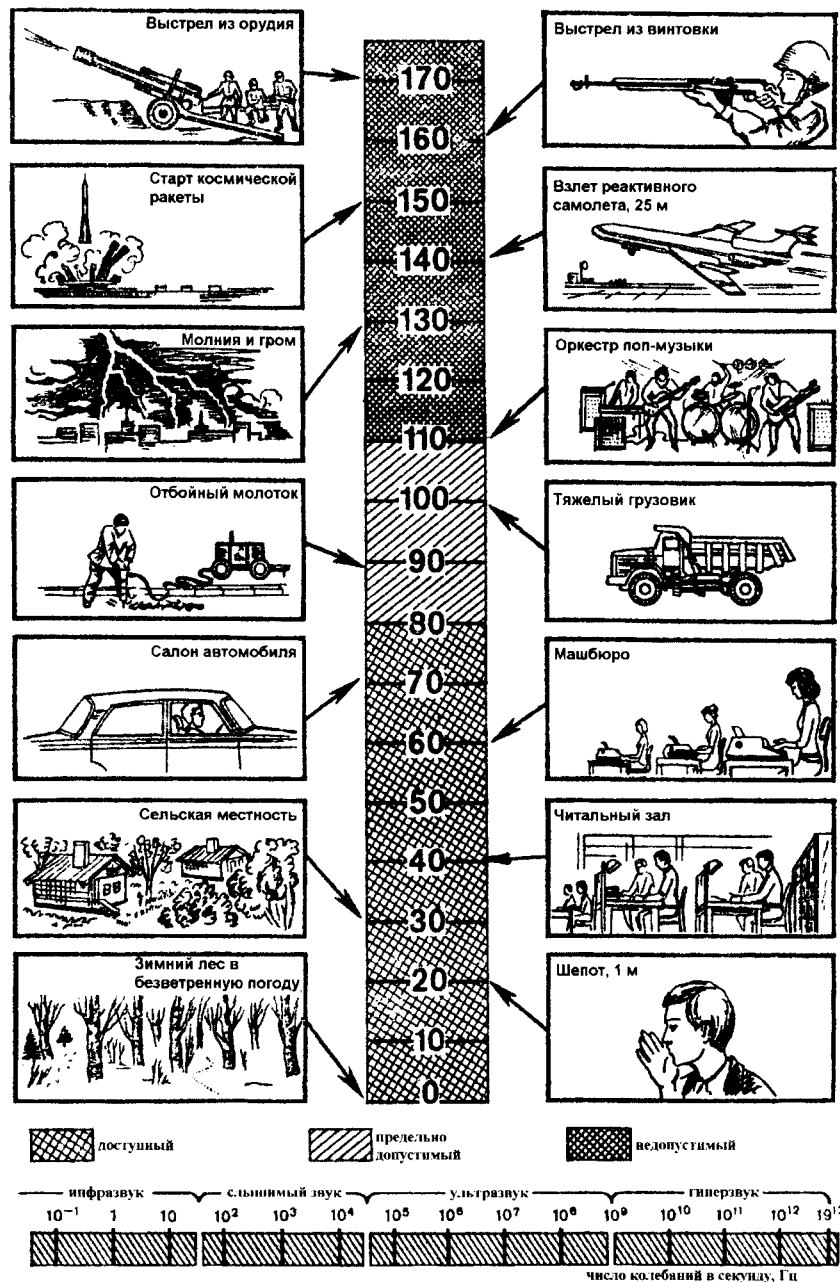 Выстрел из орудия
Выстрел из винтовки
170
160
Старт космической
ракеты
150
Взлет реактивного
самолета, 25 м
140
Молния и гром
130
Оркестр поп-музыки
120
110
Отбойный молоток
100
Тяжелый грузовик
90
80
Салон автомобиля
70
Машбюро
60
50
Сельская местность
Читальный зал
40
30
Зимний лес в
безветренную погоду
20
Шепот, 1 м
10
0
доступный
предельно
допустимый
недопустимый
инфразвук слышимый звук ультразвук гиперзвук
10⁻¹ 1 10 10² 10³ 10⁴ 10⁵ 10⁶ 10⁷ 10⁸ 10⁹ 10¹⁰ 10¹¹ 10¹² 19¹³
число колебаний в секунду, Гц